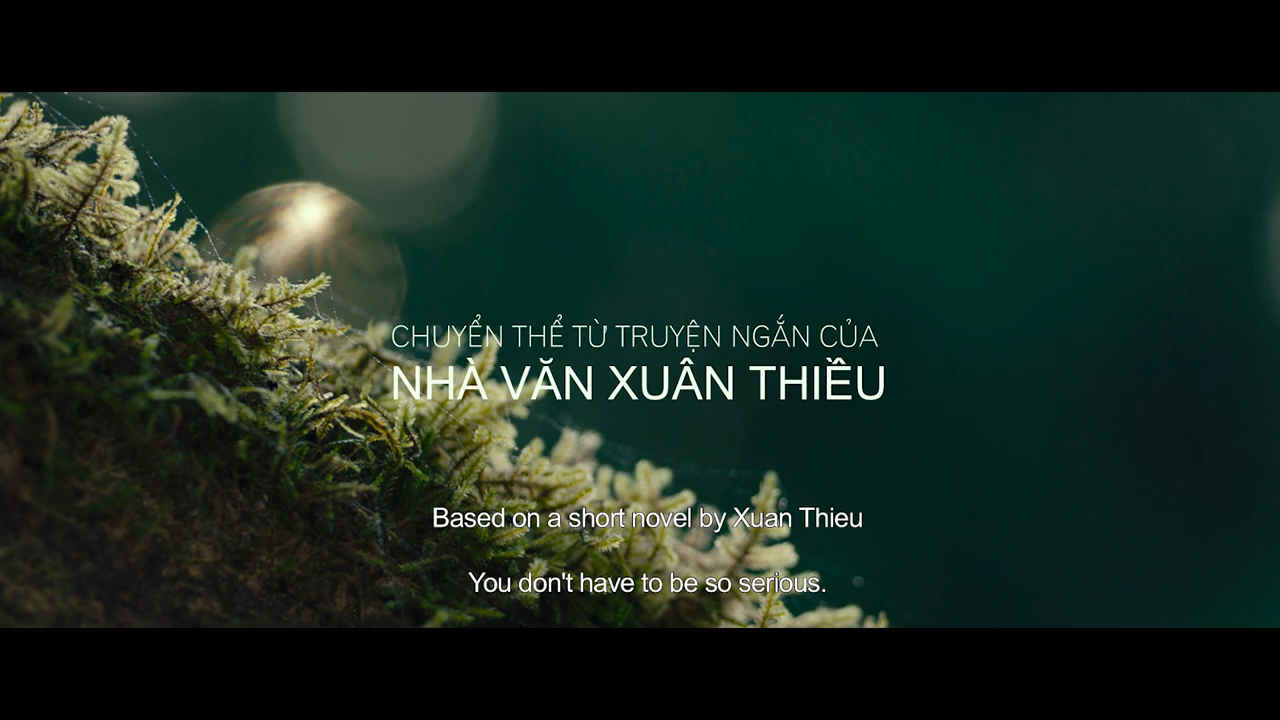 CHUYỂN THỂ TỪ TRUYỆN NGẮN CỦA
NHÀ VĂN XUÂN THIỀU
Based on a short novel by Xuan Thieu
You don't have to be so serious.